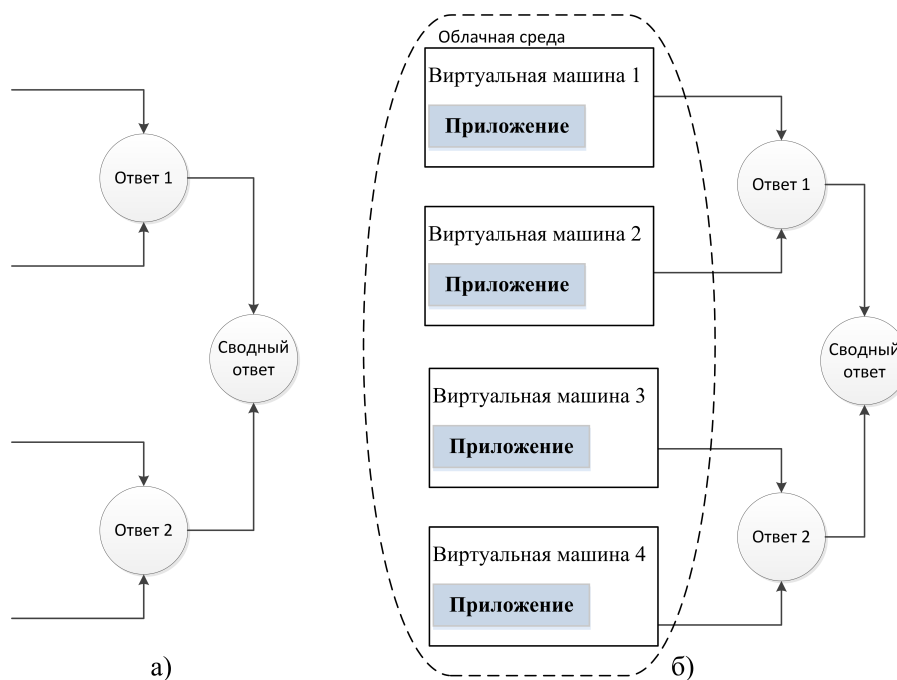 Ответ 1
Сводный
ответ
Ответ 2
а)
Облачная среда
Виртуальная машина 1
Приложение
Виртуальная машина 2
Приложение
Виртуальная машина 3
Приложение
Виртуальная машина 4
Приложение
Ответ 1
Сводный
ответ
Ответ 2
б)